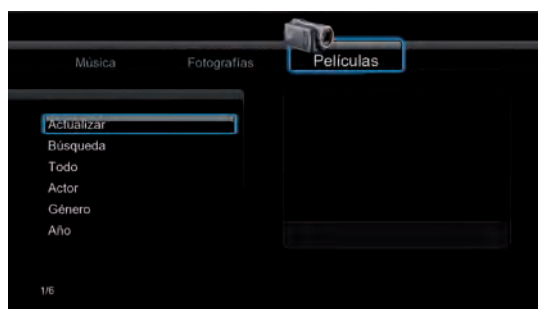 Música Fotografías Películas
Actualizar
Búsqueda
Todo
Actor
Género
Año
1/6